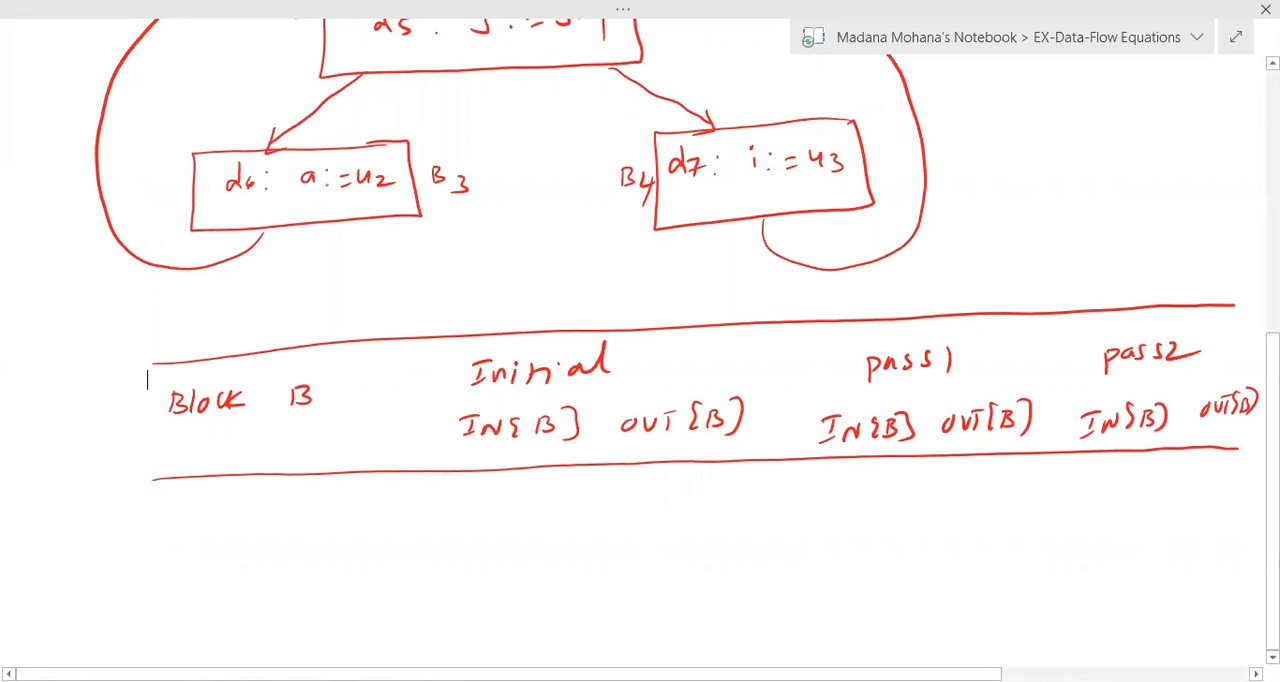 Madana Mohana's Notebook > EX-Data-Flow Equations
d6: a:=u2 B3
B4 d7: i:=u3
Initial pass1 pass2
Block B
IN{B] OUT[B] IN{B] OUT[B] IN{B) OUT{B)